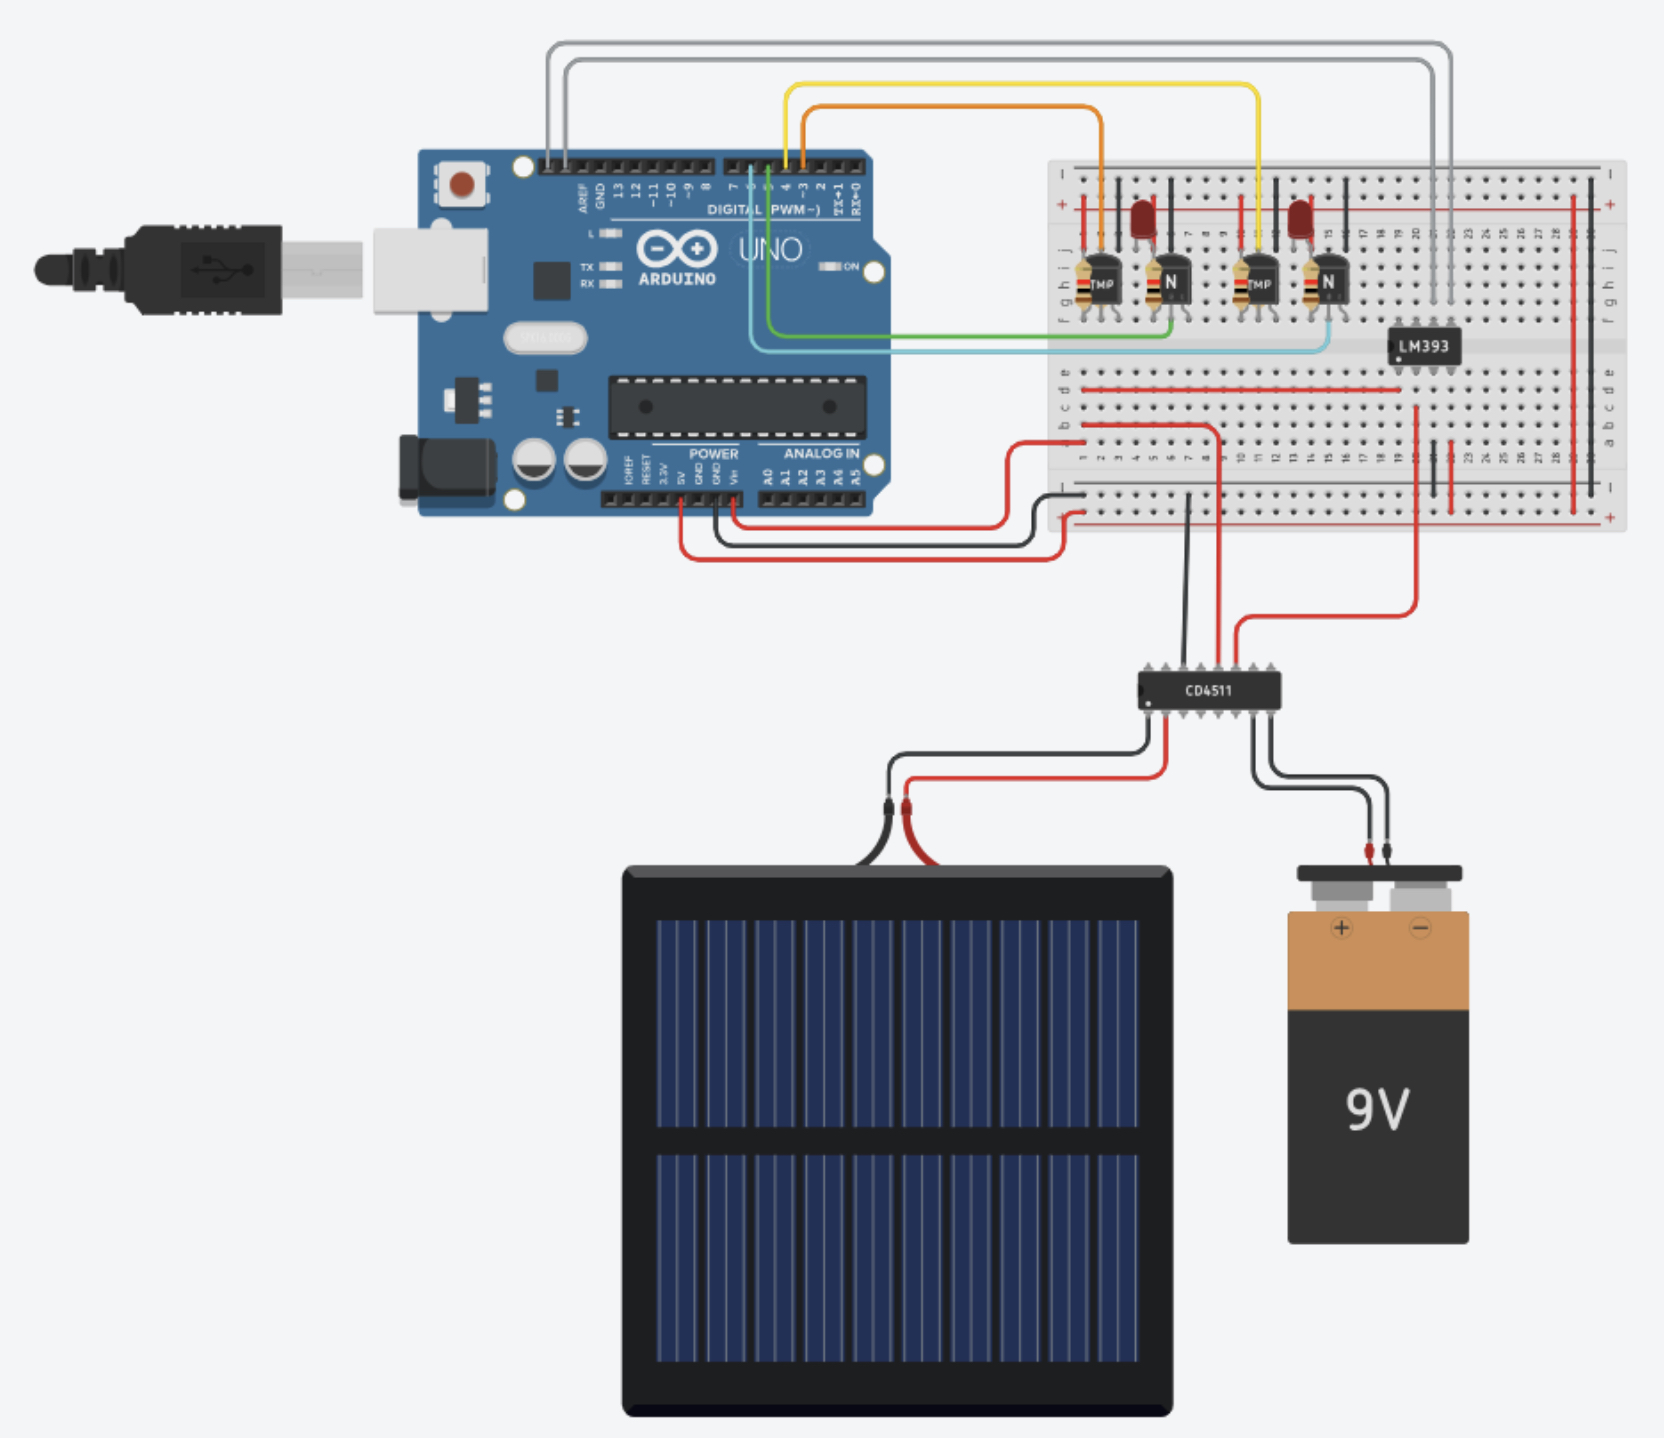 AREF
GND
13
12
~11
~10
~9
8
7
4
~3
2
TX→1
RX←0
DIGITAL (PWM~)
L
TX
RX
UNO
ARDUINO
ON
POWER
ANALOG IN
IOREF
RESET
3.3V
5V
GND
GND
Vin
A0
A1
A2
A3
A4
A5
TMP
N
TMP
N
j
i
h
g
f
LM393
e
d
c
b
a
CD4511
+
−
9V